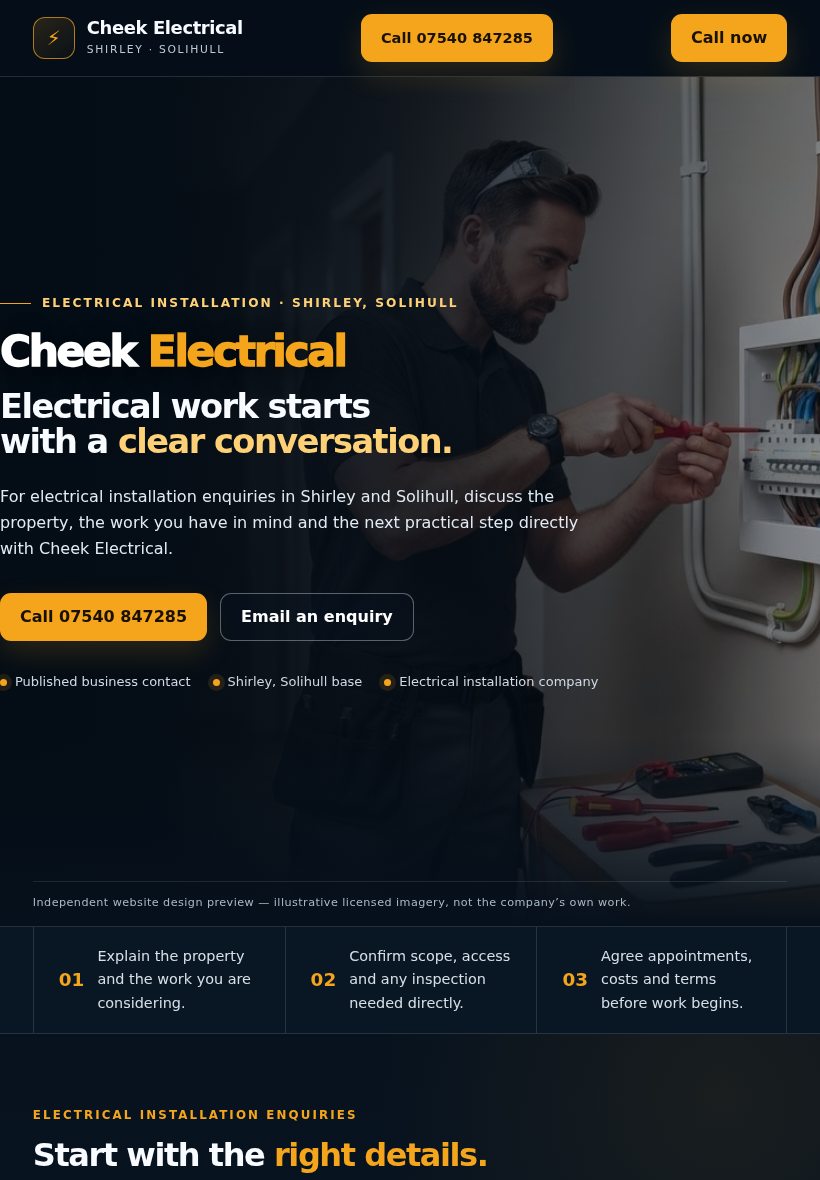 Cheek Electrical
SHIRLEY · SOLIHULL
Call 07540 847285
Call now
ELECTRICAL INSTALLATION · SHIRLEY, SOLIHULL
Cheek Electrical
Electrical work starts
with a clear conversation.
For electrical installation enquiries in Shirley and Solihull, discuss the
property, the work you have in mind and the next practical step directly
with Cheek Electrical.
Call 07540 847285
Email an enquiry
Published business contact
Shirley, Solihull base
Electrical installation company
Independent website design preview — illustrative licensed imagery, not the company’s own work.
01
Explain the property
and the work you are
considering.
02
Confirm scope, access
and any inspection
needed directly.
03
Agree appointments,
costs and terms
before work begins.
ELECTRICAL INSTALLATION ENQUIRIES
Start with the right details.